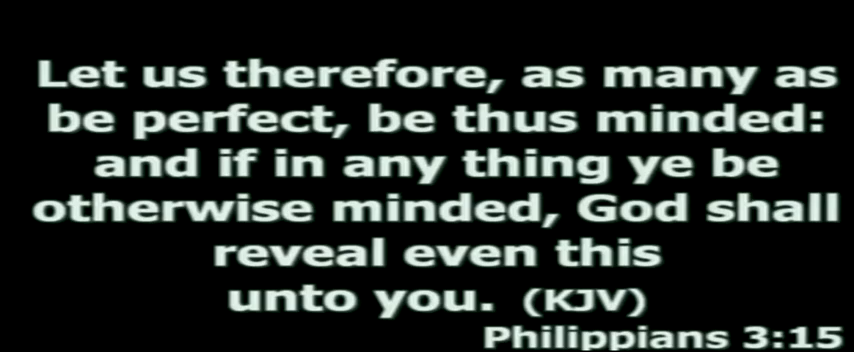 Let us therefore, as many as
be perfect, be thus minded:
and if in any thing ye be
otherwise minded, God shall
reveal even this
unto you. (KJV)
Philippians 3:15